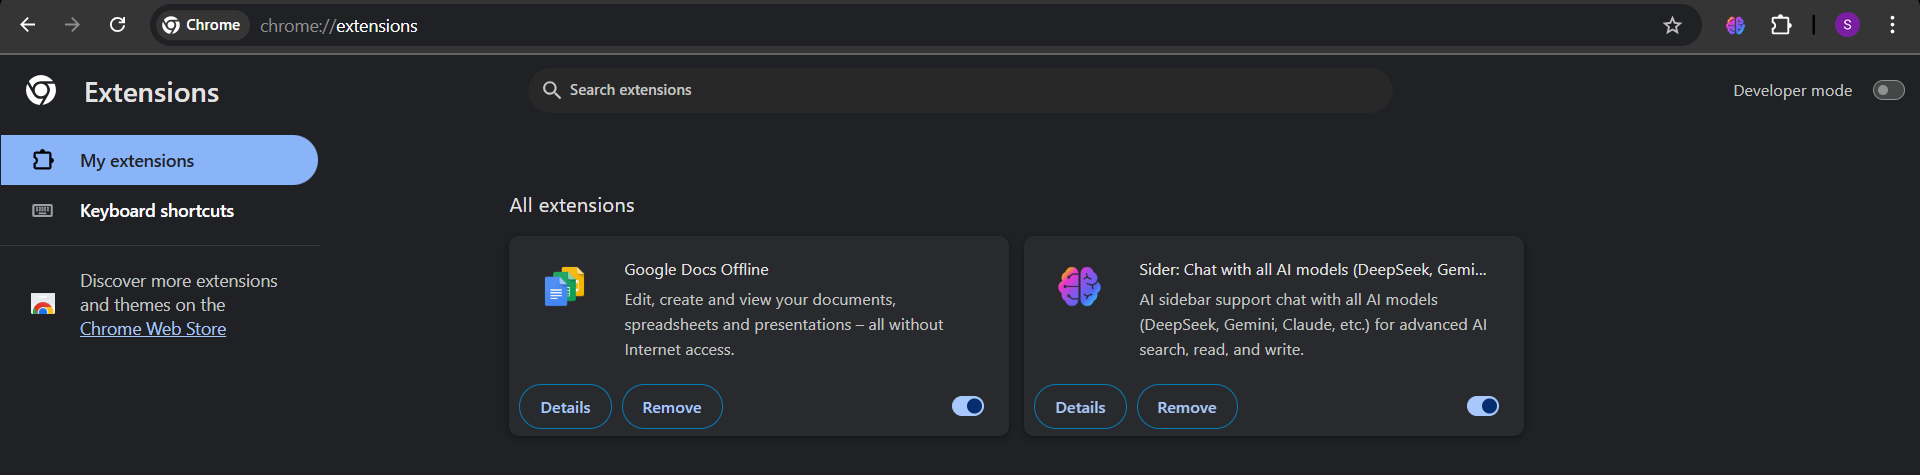 Chrome
chrome://extensions
S
Extensions
Search extensions
Developer mode
My extensions
Keyboard shortcuts
Discover more extensions
and themes on the
Chrome Web Store
All extensions
Google Docs Offline
Edit, create and view your documents,
spreadsheets and presentations – all without
Internet access.
Details
Remove
Sider: Chat with all AI models (DeepSeek, Gemi...
AI sidebar support chat with all AI models
(DeepSeek, Gemini, Claude, etc.) for advanced AI
search, read, and write.
Details
Remove